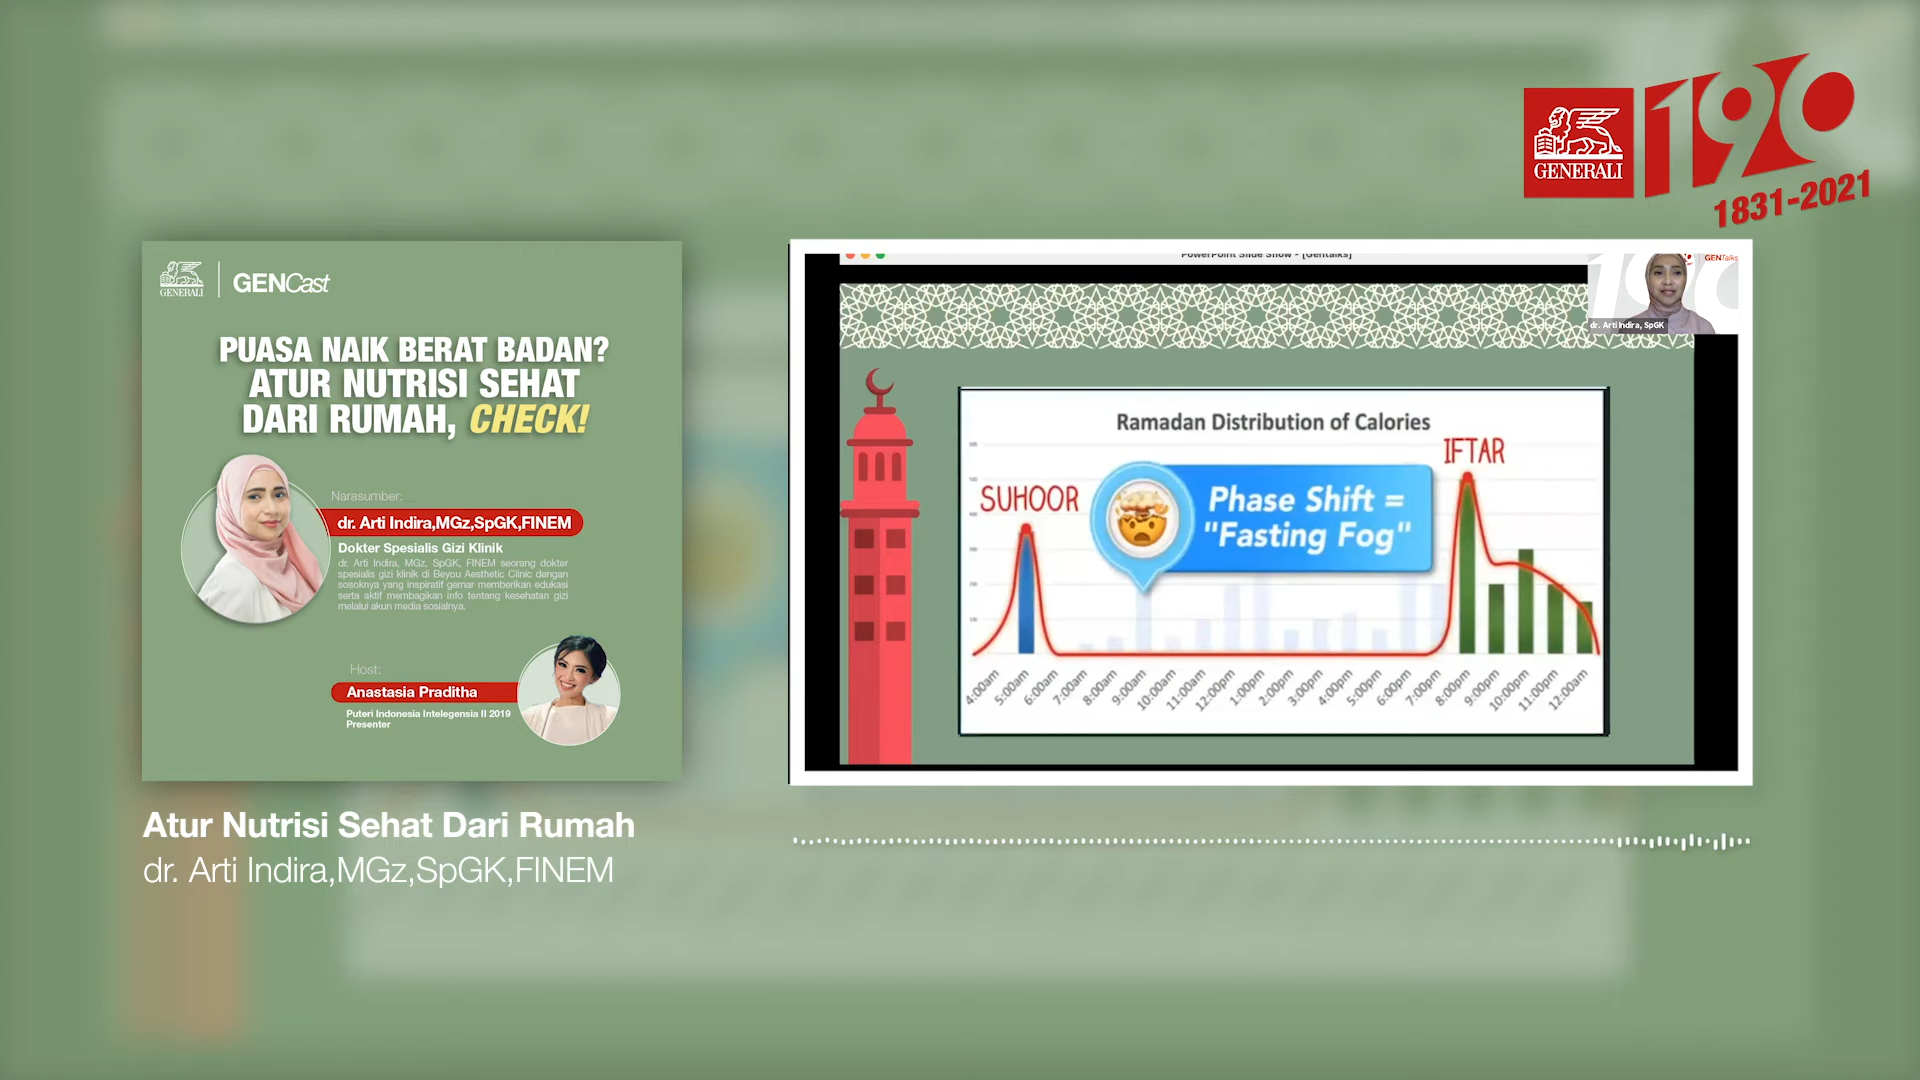 GENERALI
190
1831-2021
GENERALI
GENCast
PUASA NAIK BERAT BADAN?
ATUR NUTRISI SEHAT
DARI RUMAH, CHECK!
Narasumber:
dr. Arti Indira,MGz,SpGK,FINEM
Dokter Spesialis Gizi Klinik
dr. Arti Indira, MGz, SpGK, FINEM seorang dokter
spesialis gizi klinik di Beyou Aesthetic Clinic dengan
sosoknya yang inspiratif gemar memberikan edukasi
serta aktif membagikan info tentang kesehatan gizi
melalui akun media sosialnya.
Host:
Anastasia Praditha
Puteri Indonesia Intelegensia II 2019
Presenter
Atur Nutrisi Sehat Dari Rumah
dr. Arti Indira,MGz,SpGK,FINEM
PowerPoint Slide Show - [Gentalks]
GENTalks
dr. Arti Indira, SpGK
Ramadan Distribution of Calories
SUHOOR
IFTAR
Phase Shift =
"Fasting Fog"
4:00am
5:00am
6:00am
7:00am
8:00am
9:00am
10:00am
11:00am
12:00pm
1:00pm
2:00pm
3:00pm
4:00pm
5:00pm
6:00pm
7:00pm
8:00pm
9:00pm
10:00pm
11:00pm
12:00am